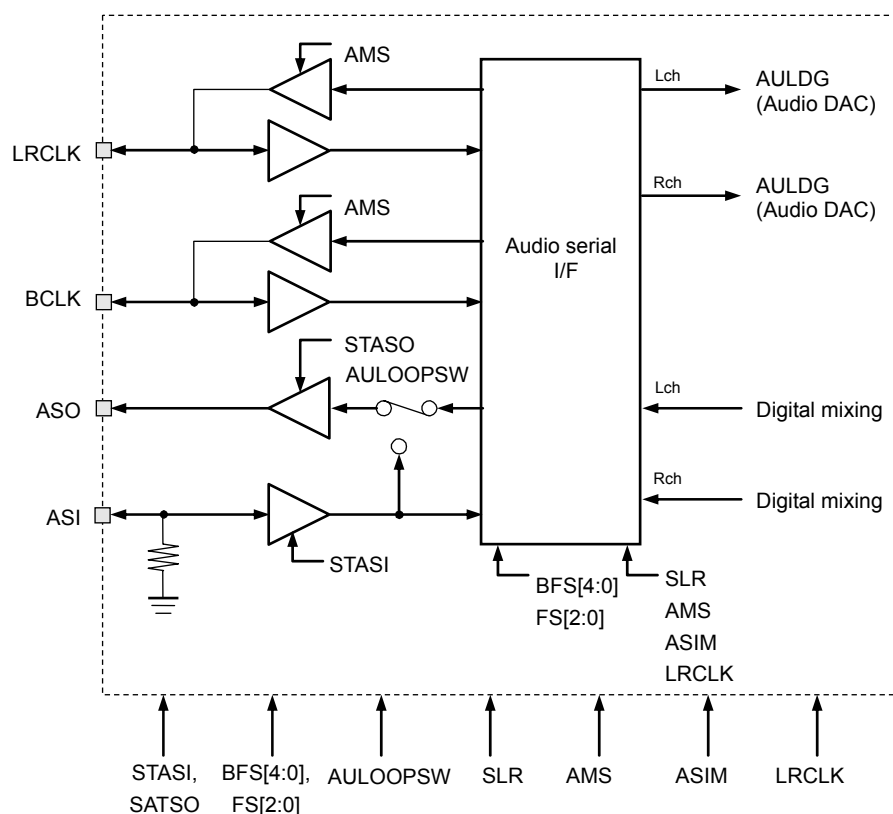 AMS
Lch
AULDG
(Audio DAC)
LRCLK
AMS
Rch
AULDG
(Audio DAC)
Audio serial
I/F
BCLK
STASO
AULOOPSW
Lch
ASO
Digital mixing
Rch
ASI
Digital mixing
STASI
BFS[4:0]
FS[2:0]
SLR
AMS
ASIM
LRCLK
STASI,
SATSO
BFS[4:0],
FS[2:0]
AULOOPSW
SLR
AMS
ASIM
LRCLK